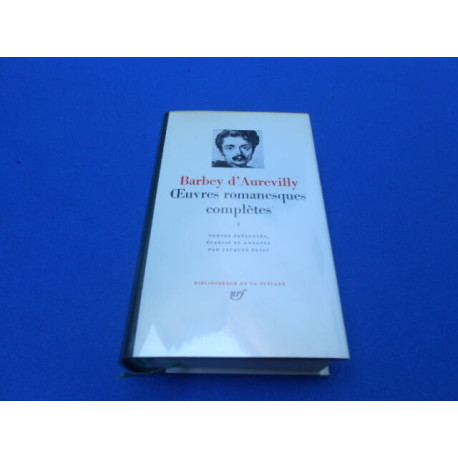 Barbey d'Aurevilly
Œuvres romanesques
complètes
I
TEXTES PRÉSENTÉS,
ÉTABLIS ET ANNOTÉS
PAR JACQUES PETIT
BIBLIOTHÈQUE DE LA PLÉIADE
nrf